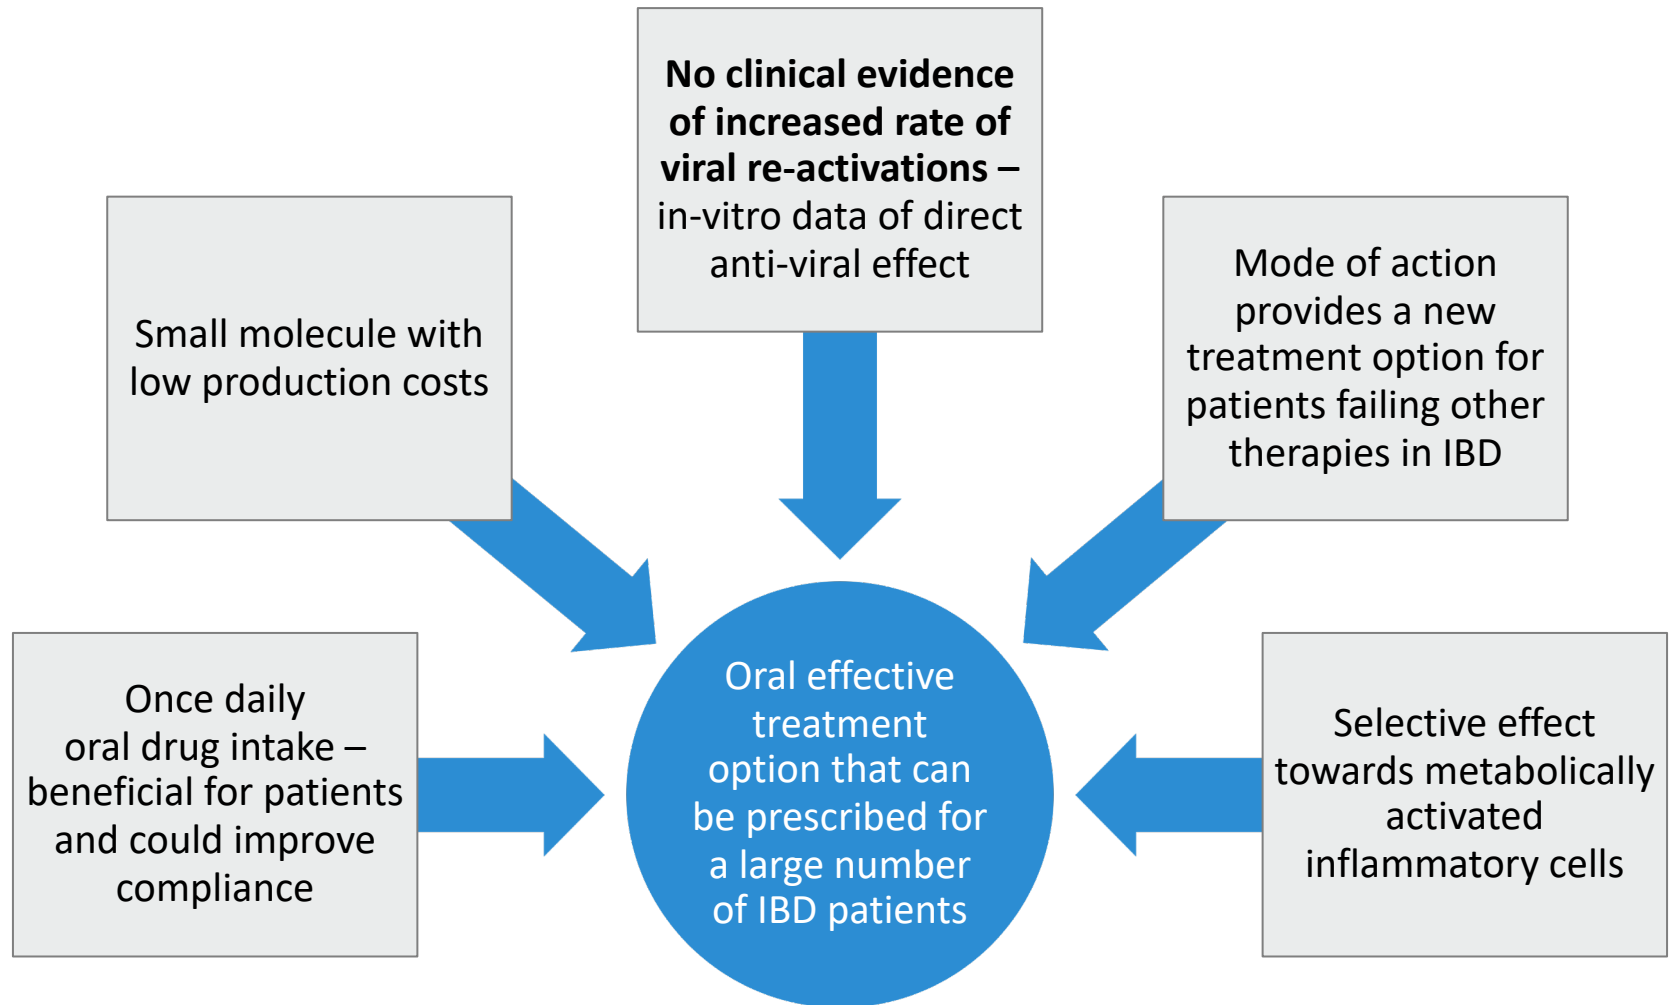 No clinical evidence
of increased rate of
viral re-activations –
in-vitro data of direct
anti-viral effect
Small molecule with
low production costs
Mode of action
provides a new
treatment option for
patients failing other
therapies in IBD
Once daily
oral drug intake –
beneficial for patients
and could improve
compliance
Oral effective
treatment
option that can
be prescribed for
a large number
of IBD patients
Selective effect
towards metabolically
activated
inflammatory cells